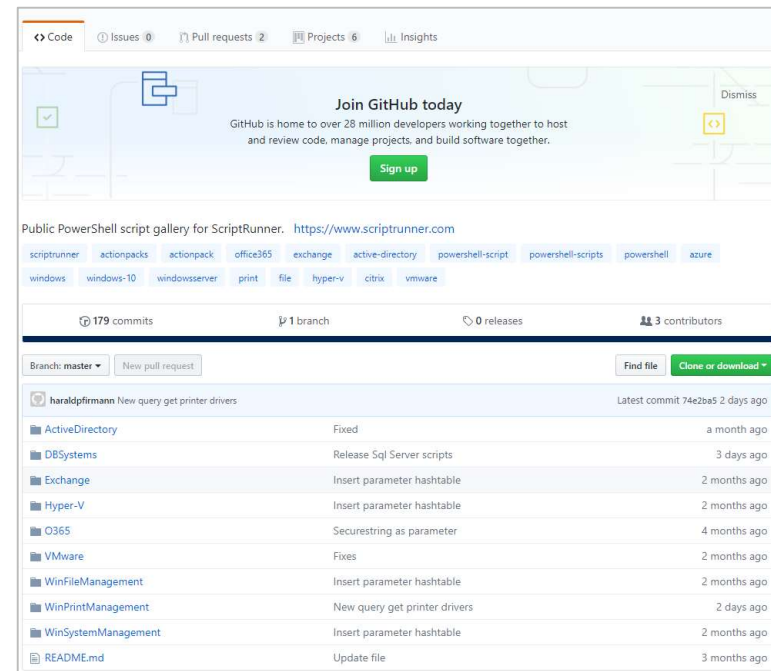 Code Issues 0 Pull requests 2 Projects 6 Insights
Dismiss
Join GitHub today
GitHub is home to over 28 million developers working together to host
and review code, manage projects, and build software together.
Sign up
Public PowerShell script gallery for ScriptRunner. https://www.scriptrunner.com
scriptrunner actionpacks actionpack office365 exchange active-directory powershell-script powershell-scripts powershell azure
windows windows-10 windowsserver print file hyper-v citrix vmware
179 commits 1 branch 0 releases 3 contributors
Branch: master New pull request Find file Clone or download
haraldpfirmann New query get printer drivers Latest commit 74e2ba5 2 days ago
ActiveDirectory Fixed a month ago
DBSystems Release Sql Server scripts 3 days ago
Exchange Insert parameter hashtable 2 months ago
Hyper-V Insert parameter hashtable 2 months ago
O365 Securestring as parameter 4 months ago
VMware Fixes 2 months ago
WinFileManagement Insert parameter hashtable 2 months ago
WinPrintManagement New query get printer drivers 2 days ago
WinSystemManagement Insert parameter hashtable 2 months ago
README.md Update file 3 months ago